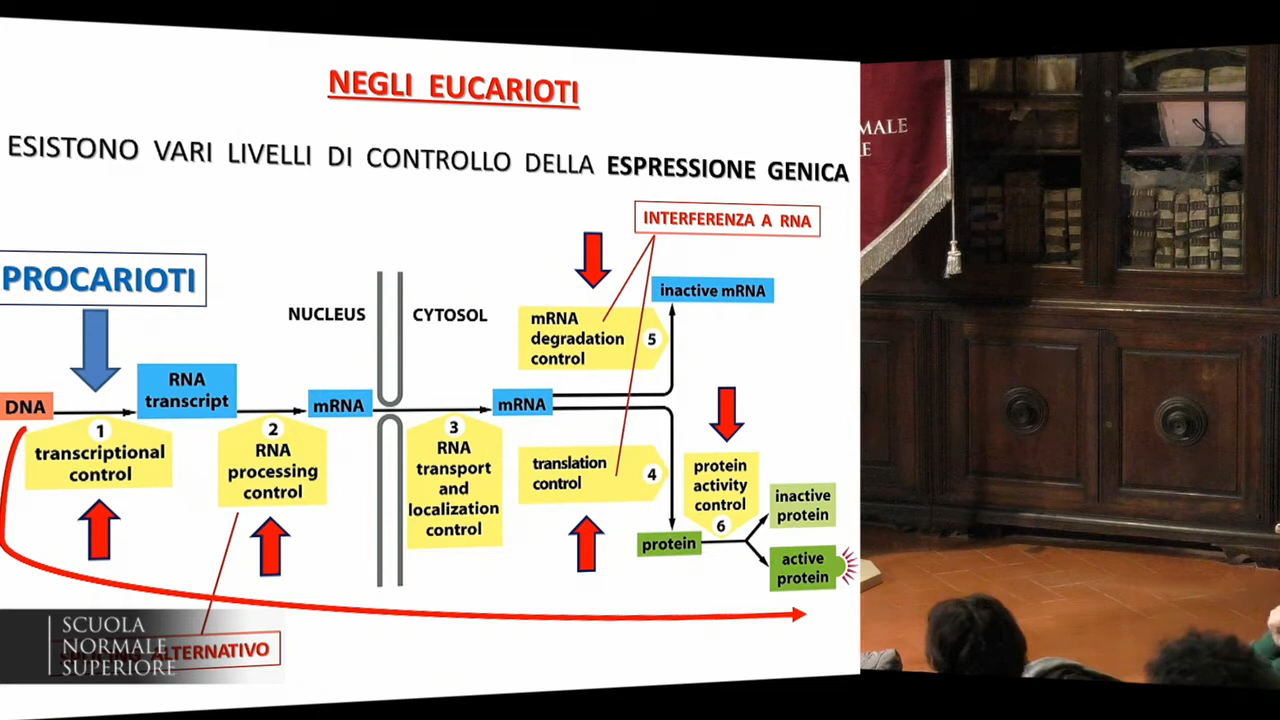 NEGLI EUCARIOTI
ESISTONO VARI LIVELLI DI CONTROLLO DELLA ESPRESSIONE GENICA
INTERFERENZA A RNA
PROCARIOTI
NUCLEUS
CYTOSOL
inactive mRNA
mRNA
degradation
control
5
DNA
RNA
transcript
mRNA
mRNA
1
transcriptional
control
2
RNA
processing
control
3
RNA
transport
and
localization
control
translation
control
4
protein
activity
control
6
inactive
protein
protein
active
protein
ALTERNATIVO
SCUOLA
NORMALE
SUPERIORE
MALE
E